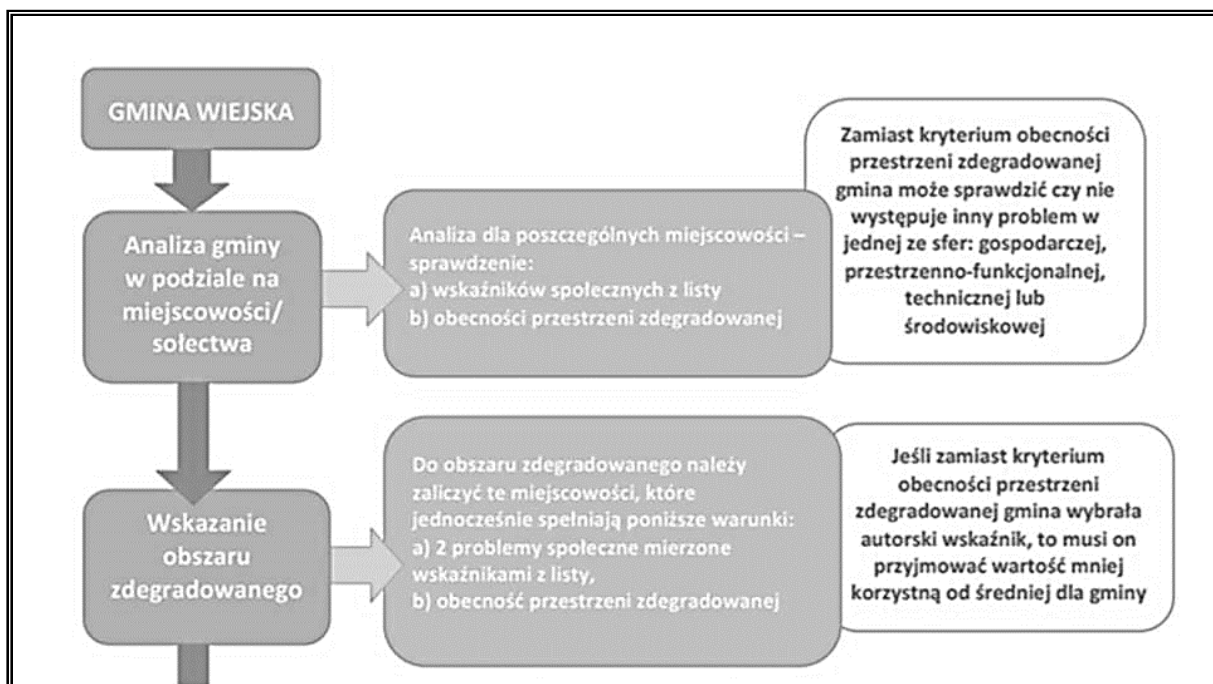 GMINA WIEJSKA
Analiza gminy
w podziale na
miejscowości/
sołectwa
Analiza dla poszczególnych miejscowości –
sprawdzenie:
a) wskaźników społecznych z listy
b) obecności przestrzeni zdegradowanej
Zamiast kryterium obecności
przestrzeni zdegradowanej
gmina może sprawdzić czy nie
występuje inny problem w
jednej ze sfer: gospodarczej,
przestrzenno-funkcjonalnej,
technicznej lub
środowiskowej
Wskazanie
obszaru
zdegradowanego
Do obszaru zdegradowanego należy
zaliczyć te miejscowości, które
jednocześnie spełniają poniższe warunki:
a) 2 problemy społeczne mierzone
wskaźnikami z listy,
b) obecność przestrzeni zdegradowanej
Jeśli zamiast kryterium
obecności przestrzeni
zdegradowanej gmina wybrała
autorski wskaźnik, to musi on
przyjmować wartość mniej
korzystną od średniej dla gminy